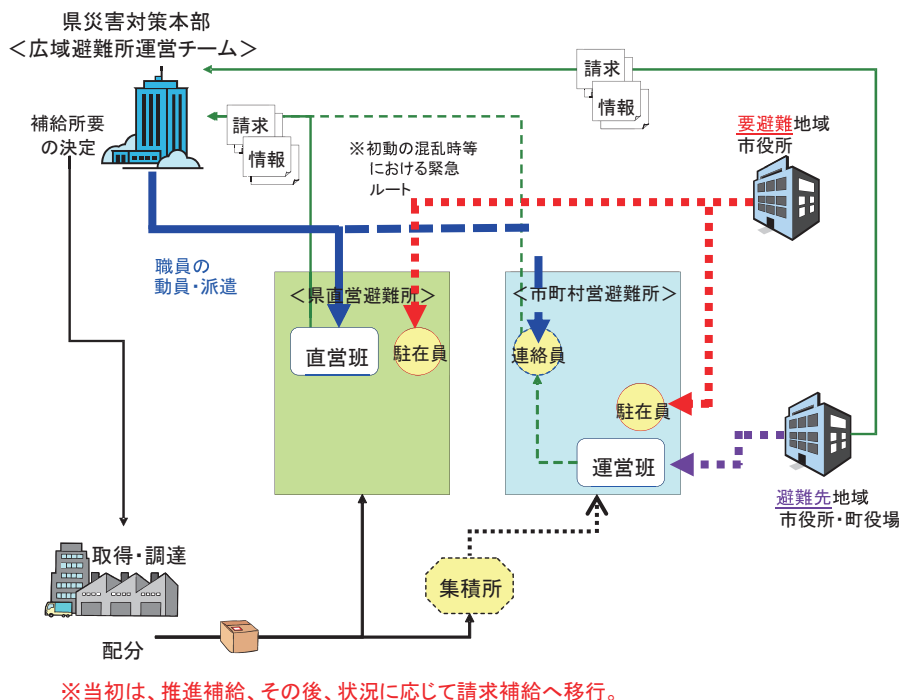 県災害対策本部
＜広域避難所運営チーム＞
補給所要
の決定
請求
情報
請求
情報
※初動の混乱時等
における緊急
ルート
要避難地域
市役所
職員の
動員・派遣
＜県直営避難所＞
直営班
駐在員
＜市町村営避難所＞
連絡員
駐在員
運営班
避難先地域
市役所・町役場
取得・調達
集積所
配分
※当初は、推進補給、その後、状況に応じて請求補給へ移行。